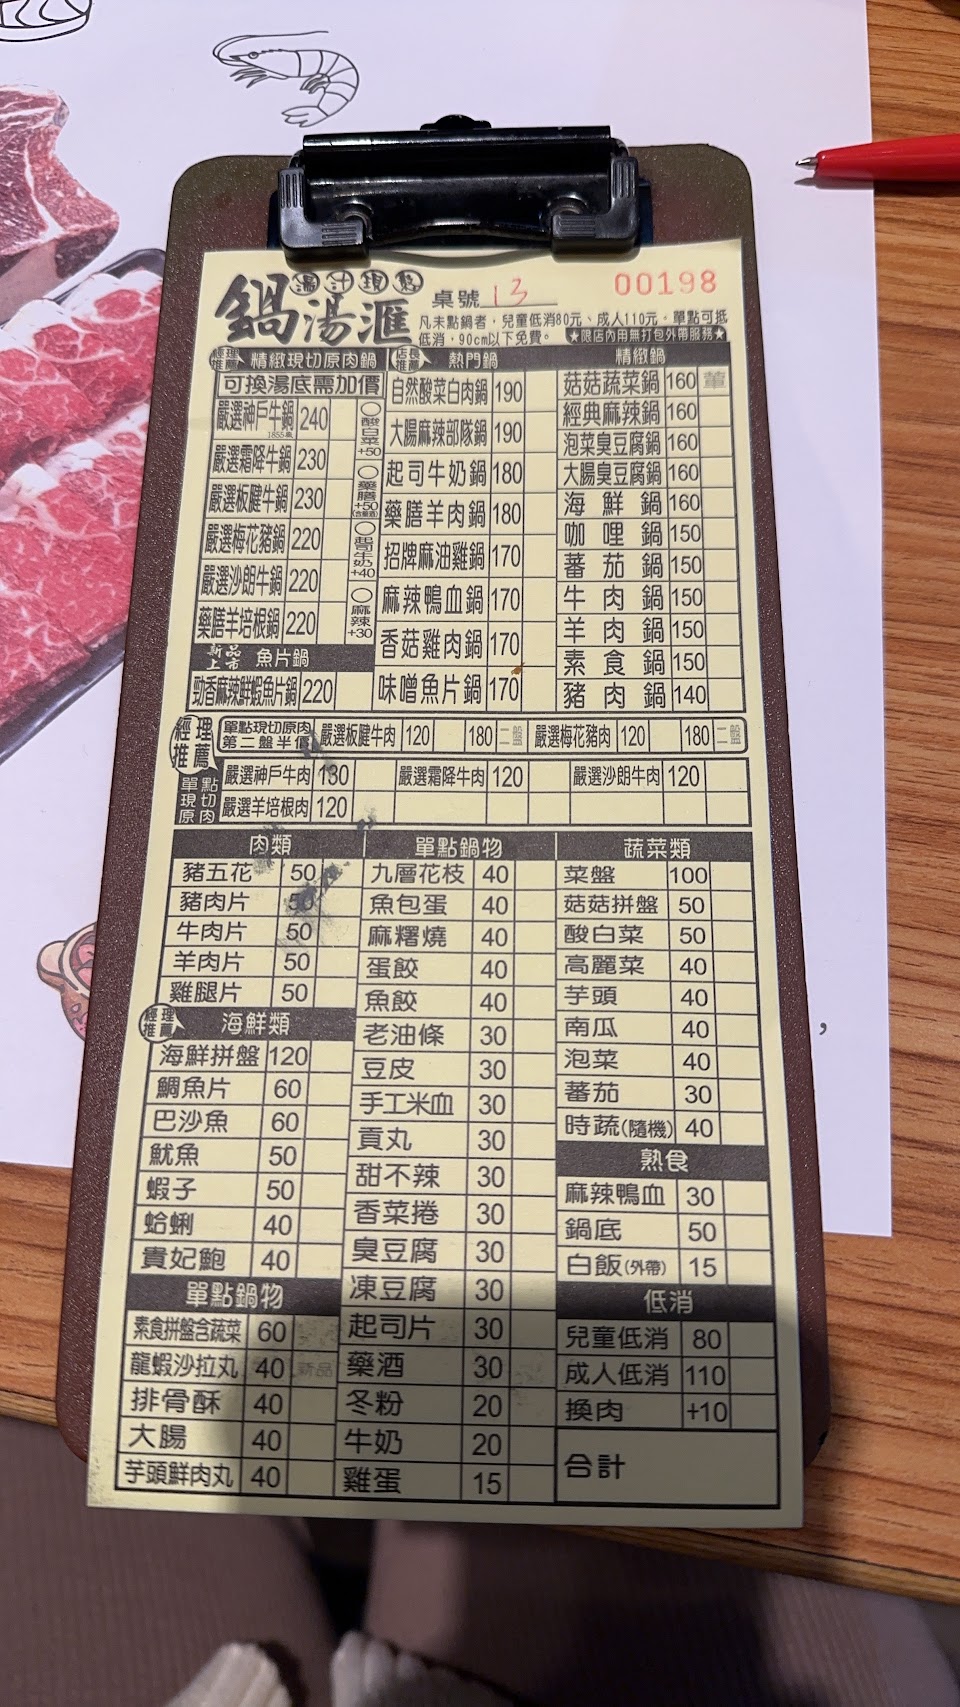 湯汁現熬
鍋湯滙
桌號 13
00198
凡未點鍋者，兒童低消80元、成人110元。單點可抵
低消，90cm以下免費。 ★限店內用無打包外帶服務★
經理推薦 精緻現切原肉鍋
可換湯底需加價
嚴選神戶牛鍋 240
嚴選霜降牛鍋 230
嚴選板腱牛鍋 230
嚴選梅花豬鍋 220
嚴選沙朗牛鍋 220
藥膳羊培根鍋 220
○酸白菜+50
○藥膳+50
○起司牛奶+40
○麻辣+30
新品上市 魚片鍋
勁香麻辣鮮蝦魚片鍋 220
店長推薦 熱門鍋
自然酸菜白肉鍋 190
大腸麻辣部隊鍋 190
起司牛奶鍋 180
藥膳羊肉鍋 180
招牌麻油雞鍋 170
麻辣鴨血鍋 170
香菇雞肉鍋 170
味噌魚片鍋 170
精緻鍋
菇菇蔬菜鍋 160 葷
經典麻辣鍋 160
泡菜臭豆腐鍋 160
大腸臭豆腐鍋 160
海鮮鍋 160
咖哩鍋 150
蕃茄鍋 150
牛肉鍋 150
羊肉鍋 150
素食鍋 150
豬肉鍋 140
經理推薦
單點現切原肉
第二盤半價
嚴選板腱牛肉 120 180 二盤 嚴選梅花豬肉 120 180 二盤
單點現切原肉
嚴選神戶牛肉 130 嚴選霜降牛肉 120 嚴選沙朗牛肉 120
嚴選羊培根肉 120
肉類
豬五花 50
豬肉片 50
牛肉片 50
羊肉片 50
雞腿片 50
經理推薦 海鮮類
海鮮拼盤 120
鯛魚片 60
巴沙魚 60
魷魚 50
蝦子 50
蛤蜊 40
貴妃鮑 40
單點鍋物
素食拼盤含蔬菜 60
龍蝦沙拉丸 40 新品
排骨酥 40
大腸 40
芋頭鮮肉丸 40
單點鍋物
九層花枝 40
魚包蛋 40
麻糬燒 40
蛋餃 40
魚餃 40
老油條 30
豆皮 30
手工米血 30
貢丸 30
甜不辣 30
香菜捲 30
臭豆腐 30
凍豆腐 30
起司片 30
藥酒 30
冬粉 20
牛奶 20
雞蛋 15
蔬菜類
菜盤 100
菇菇拼盤 50
酸白菜 50
高麗菜 40
芋頭 40
南瓜 40
泡菜 40
蕃茄 30
時蔬(隨機) 40
熟食
麻辣鴨血 30
鍋底 50
白飯(外帶) 15
低消
兒童低消 80
成人低消 110
換肉 +10
合計